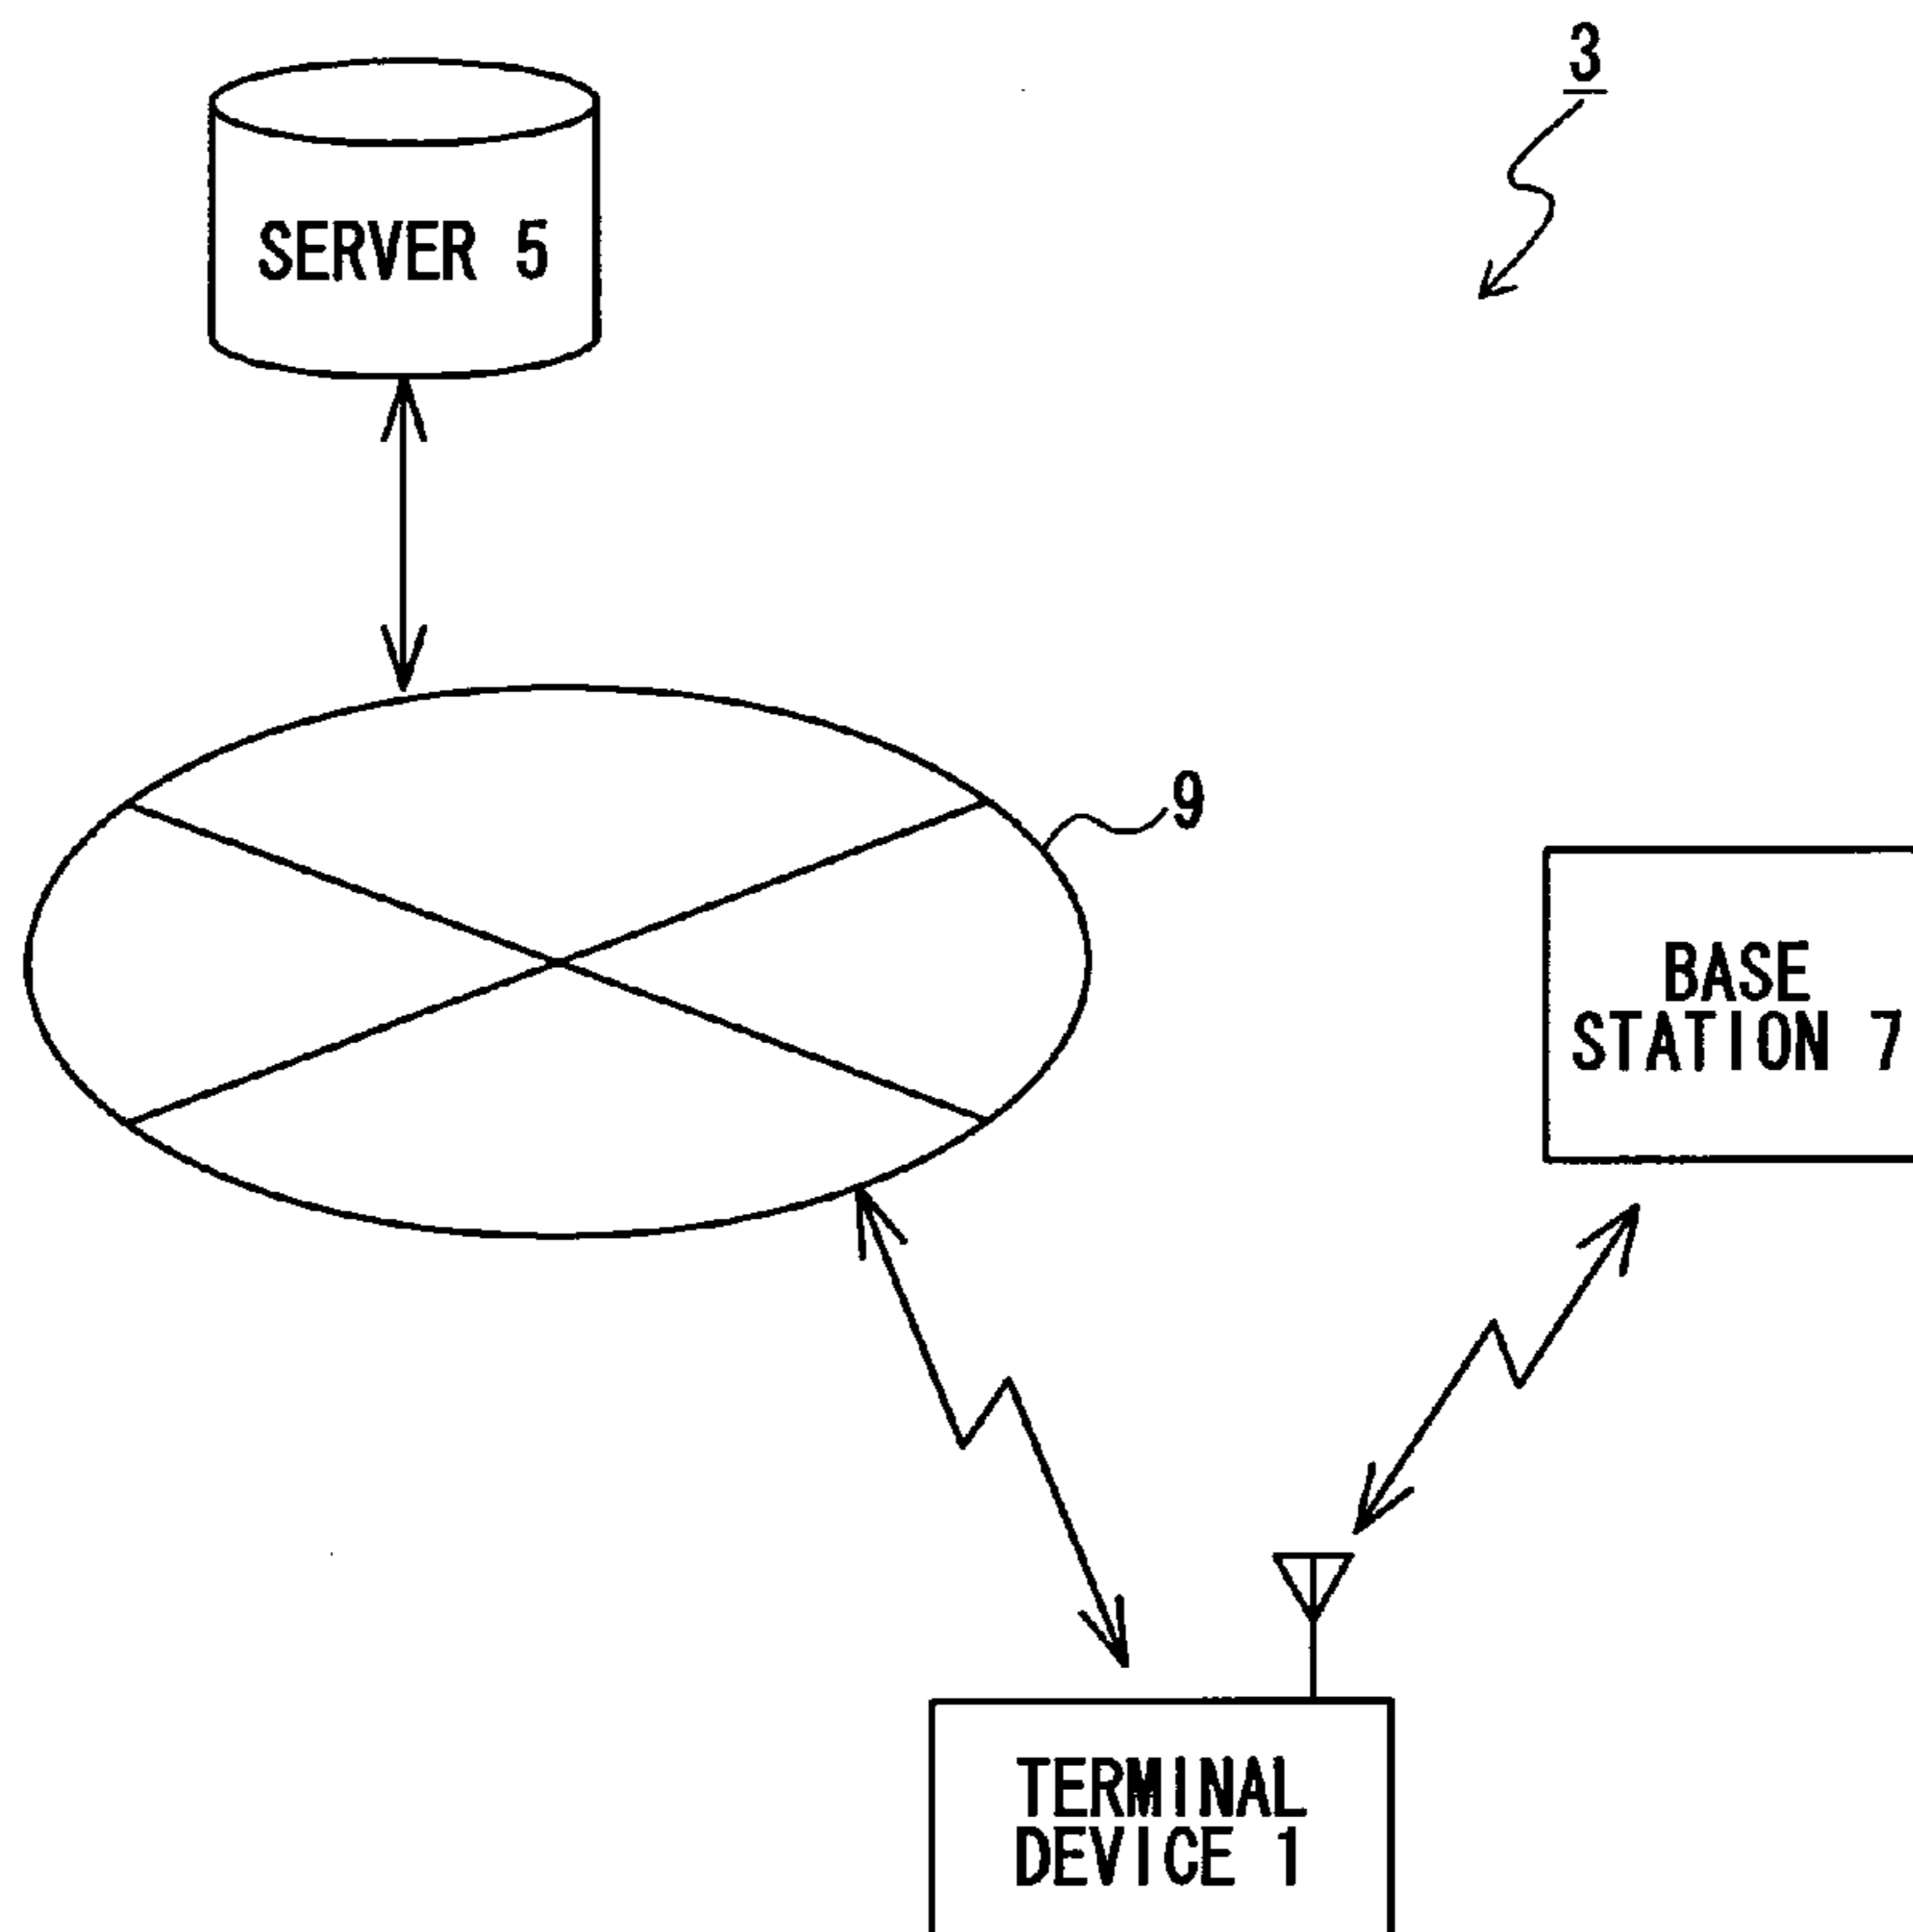 3
SERVER 5
9
BASE
STATION 7
TERMINAL
DEVICE 1